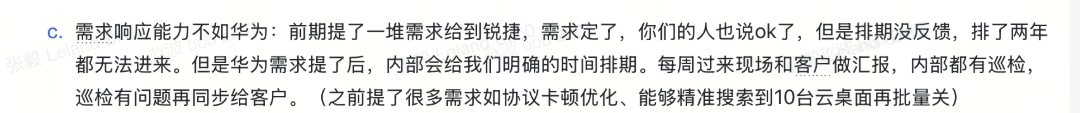 c. 需求响应能力不如华为：前期提了一堆需求给到锐捷，需求定了，你们的人也说ok了，但是排期没反馈，排了两年
都无法进来。但是华为需求提了后，内部会给我们明确的时间排期。每周过来现场和客户做汇报，内部都有巡检，
巡检有问题再同步给客户。（之前提了很多需求如协议卡顿优化、能够精准搜索到10台云桌面再批量关）